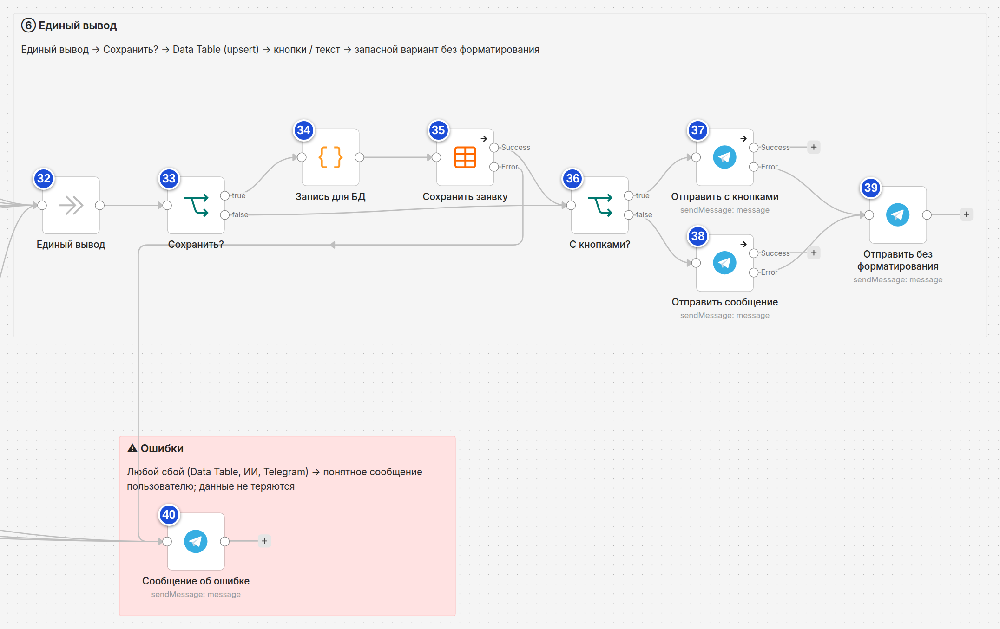 ⑥ Единый вывод
Единый вывод → Сохранить? → Data Table (upsert) → кнопки / текст → запасной вариант без форматирования
32
Единый вывод
33
true
false
Сохранить?
34
Запись для БД
35
Success
Error
Сохранить заявку
36
true
false
С кнопками?
37
Success
Error
Отправить с кнопками
sendMessage: message
38
Success
Error
Отправить сообщение
sendMessage: message
39
Отправить без
форматирования
sendMessage: message
⚠ Ошибки
Любой сбой (Data Table, ИИ, Telegram) → понятное сообщение
пользователю; данные не теряются
40
Сообщение об ошибке
sendMessage: message